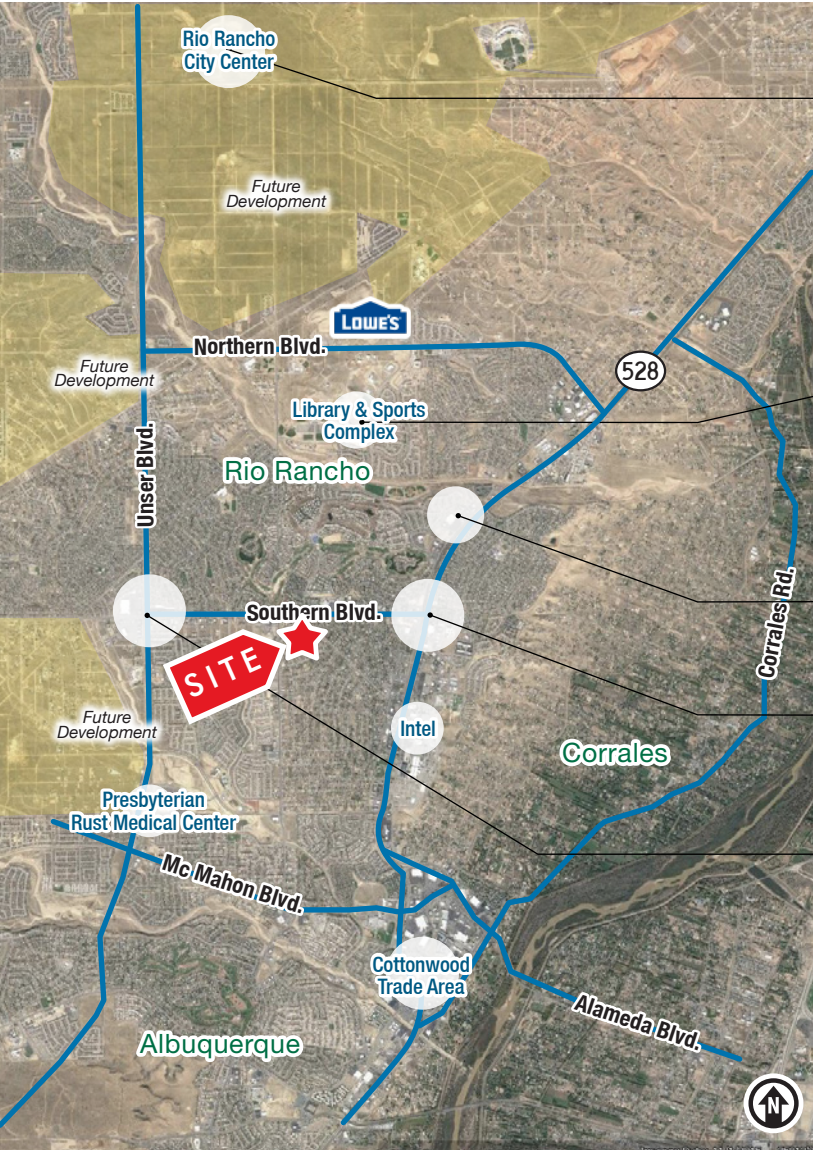 Rio Rancho
City Center
Future
Development
LOWE'S
Northern Blvd.
528
Future
Development
Library & Sports
Complex
Rio Rancho
Unser Blvd.
Southern Blvd.
SITE
Corrales Rd.
Future
Development
Intel
Corrales
Presbyterian
Rust Medical Center
Mc Mahon Blvd.
Cottonwood
Trade Area
Alameda Blvd.
Albuquerque
N